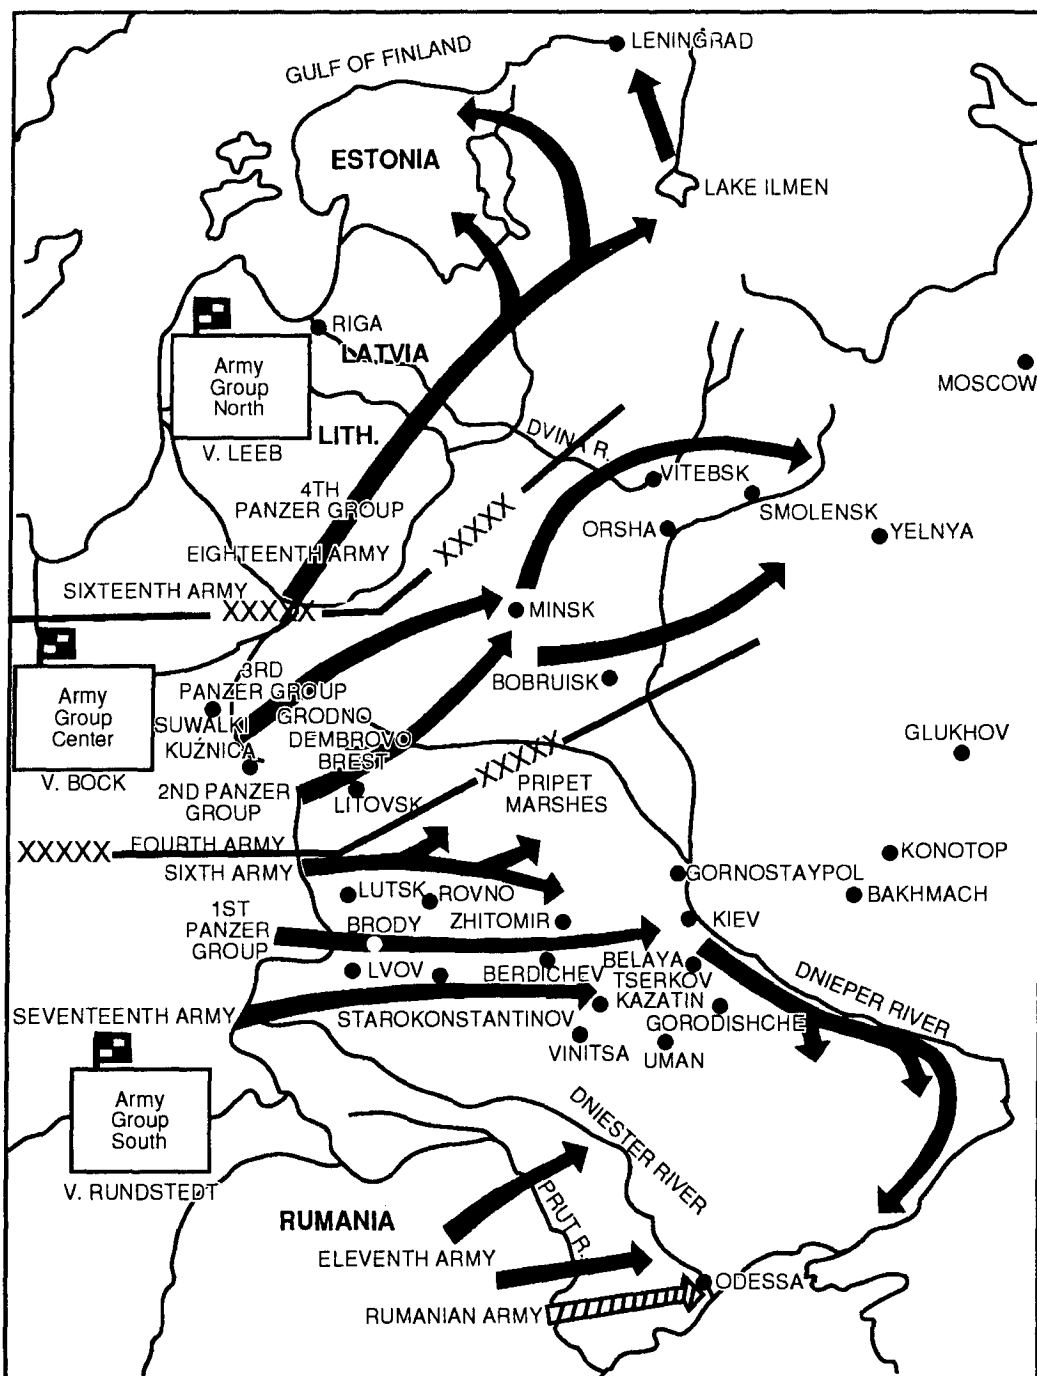 LENINGRAD
GULF OF FINLAND
ESTONIA
LAKE ILMEN
RIGA
LATVIA
MOSCOW
Army
Group
North
LITH.
V. LEEB
DVINA R.
VITEBSK
4TH
PANZER GROUP
SMOLENSK
ORSHA
YELNYA
XXXXX
EIGHTEENTH ARMY
SIXTEENTH ARMY
XXXXX
MINSK
Army
Group
Center
V. BOCK
3RD
PANZER GROUP
SUWALKI
GRODNO
KUŹNICA
DEMBROVO
BREST
LITOVSK
BOBRUISK
GLUKHOV
2ND PANZER
GROUP
XXXXX
PRIPET
MARSHES
XXXXX
FOURTH ARMY
SIXTH ARMY
KONOTOP
GORNOSTAYPOL
BAKHMACH
LUTSK
ROVNO
1ST
PANZER
GROUP
BRODY
ZHITOMIR
KIEV
LVOV
BERDICHEV
BELAYA
TSERKOV
DNIEPER RIVER
SEVENTEENTH ARMY
STAROKONSTANTINOV
KAZATIN
GORODISHCHE
VINITSA
UMAN
Army
Group
South
V. RUNDSTEDT
DNIESTER RIVER
PRUT R.
RUMANIA
ELEVENTH ARMY
ODESSA
RUMANIAN ARMY